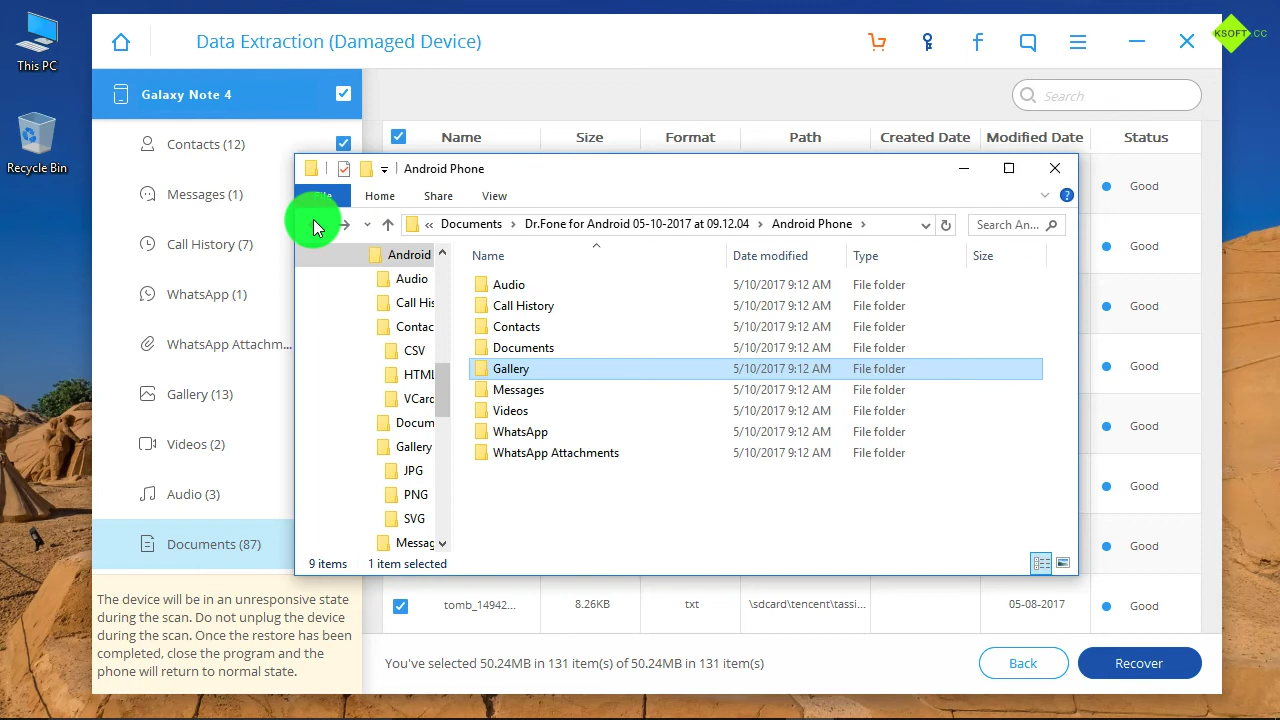 This PC
Recycle Bin
Data Extraction (Damaged Device)
KSOFT.CC
Galaxy Note 4
Search
Contacts (12)
Messages (1)
Call History (7)
WhatsApp (1)
WhatsApp Attachm...
Gallery (13)
Videos (2)
Audio (3)
Documents (87)
The device will be in an unresponsive state
during the scan. Do not unplug the device
during the scan. Once the restore has been
completed, close the program and the
phone will return to normal state.
Name Size Format Path Created Date Modified Date Status
Good
Good
Good
Good
Good
Good
Good
Good
tomb_14942... 8.26KB txt \sdcard\tencent\tassi... 05-08-2017 Good
You've selected 50.24MB in 131 item(s) of 50.24MB in 131 item(s)
Back
Recover
Android Phone
File Home Share View
« Documents > Dr.Fone for Android 05-10-2017 at 09.12.04 > Android Phone >
Search An...
Android
Audio
Call His
Contac
CSV
HTML
VCard
Docum
Gallery
JPG
PNG
SVG
Messag
Name Date modified Type Size
Audio 5/10/2017 9:12 AM File folder
Call History 5/10/2017 9:12 AM File folder
Contacts 5/10/2017 9:12 AM File folder
Documents 5/10/2017 9:12 AM File folder
Gallery 5/10/2017 9:12 AM File folder
Messages 5/10/2017 9:12 AM File folder
Videos 5/10/2017 9:12 AM File folder
WhatsApp 5/10/2017 9:12 AM File folder
WhatsApp Attachments 5/10/2017 9:12 AM File folder
9 items 1 item selected